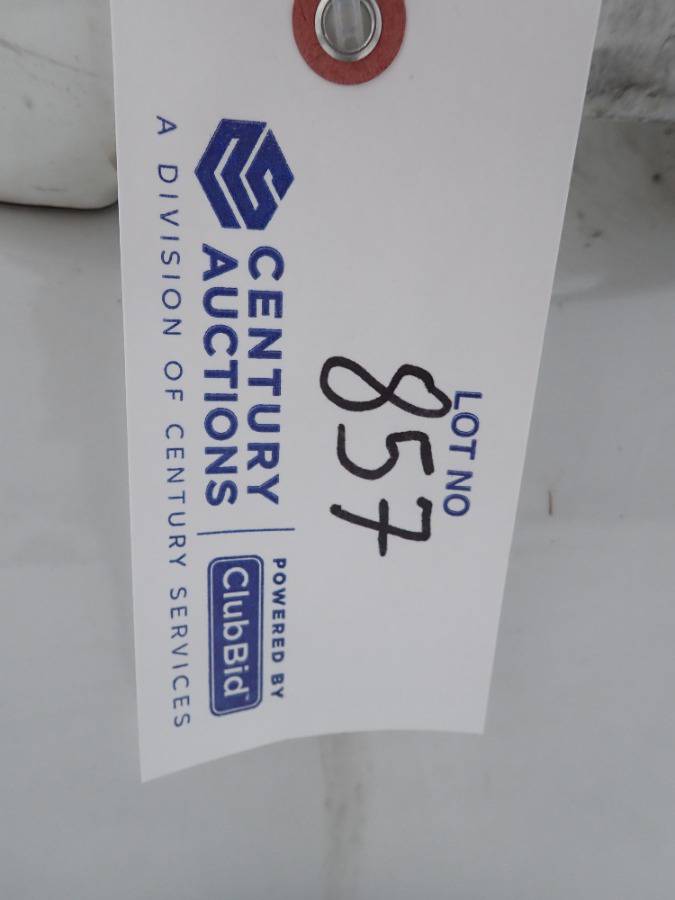 LOT NO
857
CENTURY
AUCTIONS
POWERED BY
ClubBid
A DIVISION OF CENTURY SERVICES